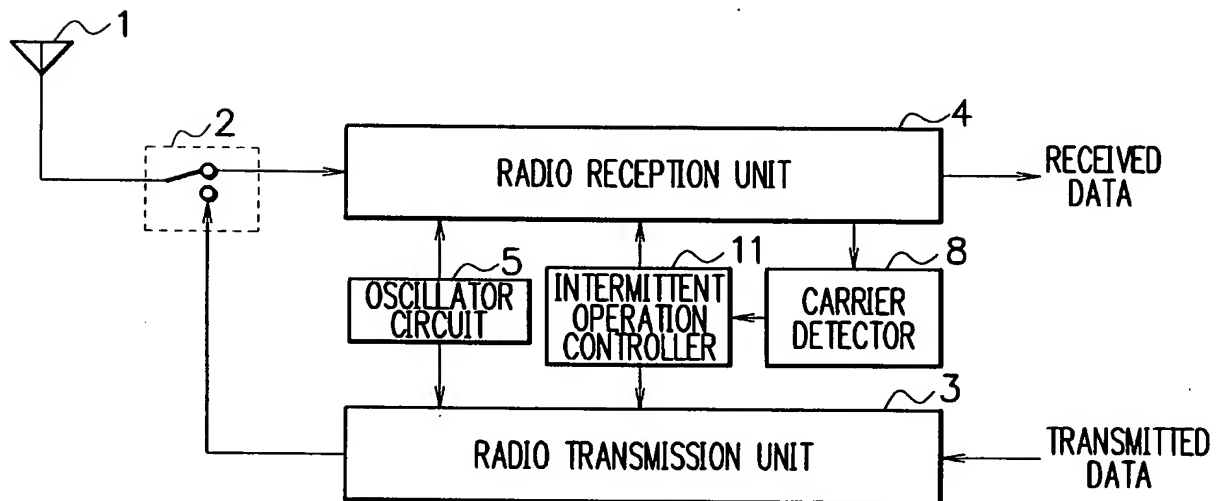 1
2
4
RADIO RECEPTION UNIT
RECEIVED
DATA
5
OSCILLATOR
CIRCUIT
11
INTERMITTENT
OPERATION
CONTROLLER
8
CARRIER
DETECTOR
3
RADIO TRANSMISSION UNIT
TRANSMITTED
DATA